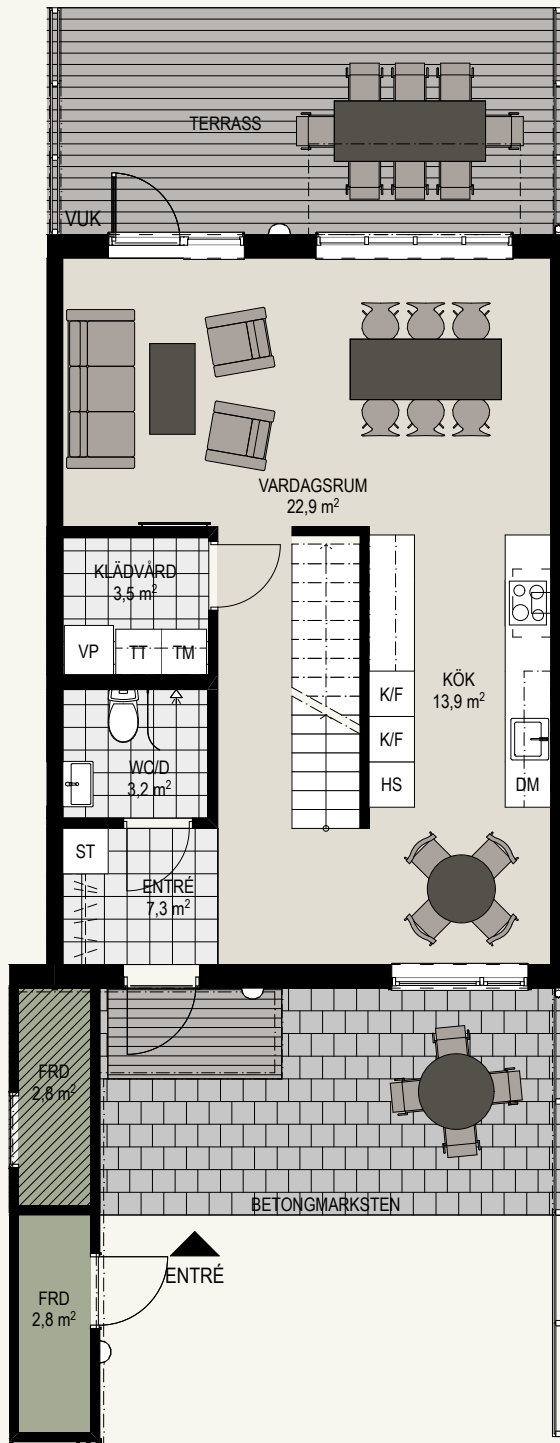 TERRASS
VUK
VARDAGSRUM
22,9 m²
KLÄDVÅRD
3,5 m²
VP
TT
TM
K/F
KÖK
13,9 m²
K/F
WC/D
3,2 m²
HS
DM
ST
ENTRÉ
7,3 m²
FRD
2,8 m²
BETONGMARKSTEN
ENTRÉ
FRD
2,8 m²